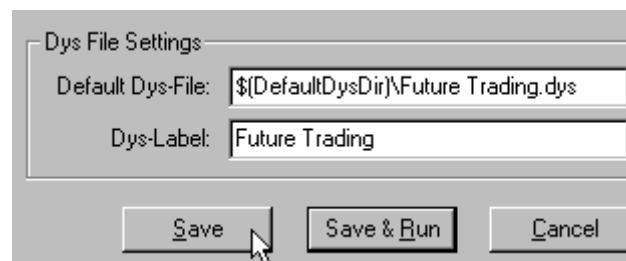 Dys File Settings
Default Dys-File: $(DefaultDysDir)\Future Trading.dys
Dys-Label: Future Trading
Save Save & Run Cancel